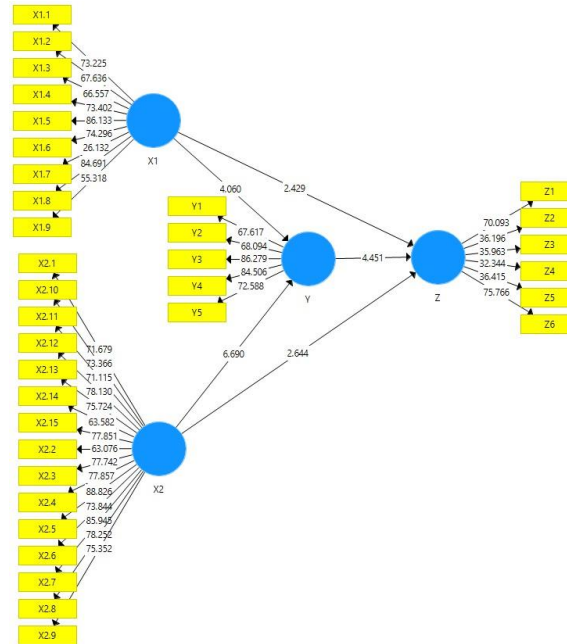 X1.1
X1.2
X1.3
X1.4
X1.5
X1.6
X1.7
X1.8
X1.9
73.225
67.636
66.557
73.402
86.133
74.296
26.132
84.691
55.318
X1
4.060
2.429
Y1
Y2
Y3
Y4
Y5
67.617
68.094
86.279
84.506
72.588
Y
4.451
Z
70.093
36.196
35.963
32.344
36.415
75.766
Z1
Z2
Z3
Z4
Z5
Z6
X2.1
X2.10
X2.11
X2.12
X2.13
X2.14
X2.15
X2.2
X2.3
X2.4
X2.5
X2.6
X2.7
X2.8
X2.9
71.679
73.366
71.115
78.130
75.724
63.582
77.851
63.076
77.742
77.857
88.826
73.844
85.945
78.252
75.352
X2
6.690
2.644